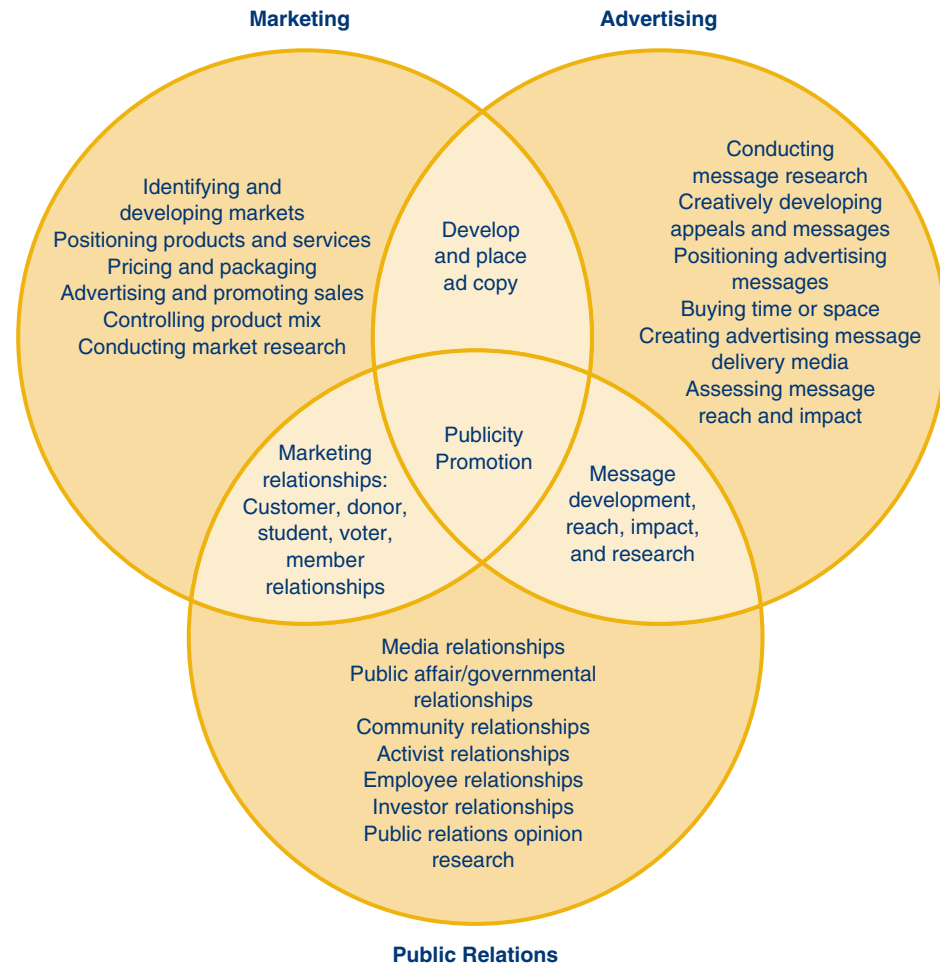 Marketing
Advertising
Identifying and
developing markets
Positioning products and services
Pricing and packaging
Advertising and promoting sales
Controlling product mix
Conducting market research
Develop
and place
ad copy
Conducting
message research
Creatively developing
appeals and messages
Positioning advertising
messages
Buying time or space
Creating advertising message
delivery media
Assessing message
reach and impact
Marketing
relationships:
Customer, donor,
student, voter,
member
relationships
Publicity
Promotion
Message
development,
reach, impact,
and research
Media relationships
Public affair/governmental
relationships
Community relationships
Activist relationships
Employee relationships
Investor relationships
Public relations opinion
research
Public Relations